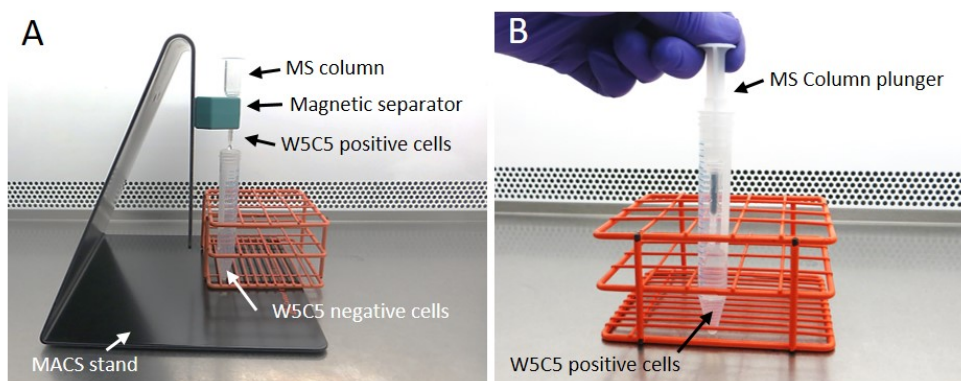 A
MS column
Magnetic separator
W5C5 positive cells
W5C5 negative cells
MACS stand
B
MS Column plunger
W5C5 positive cells